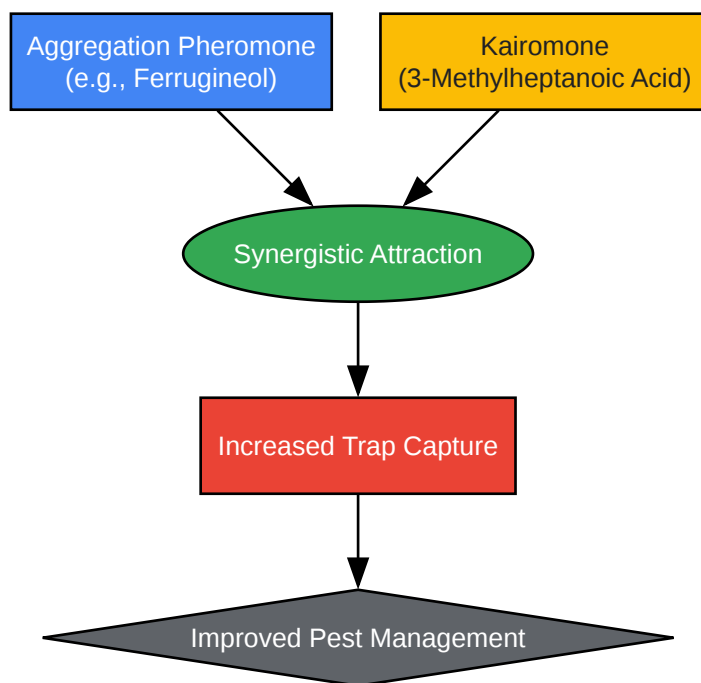 Aggregation Pheromone
(e.g., Ferrugineol)
Kairomone
(3-Methylheptanoic Acid)
Synergistic Attraction
Increased Trap Capture
Improved Pest Management